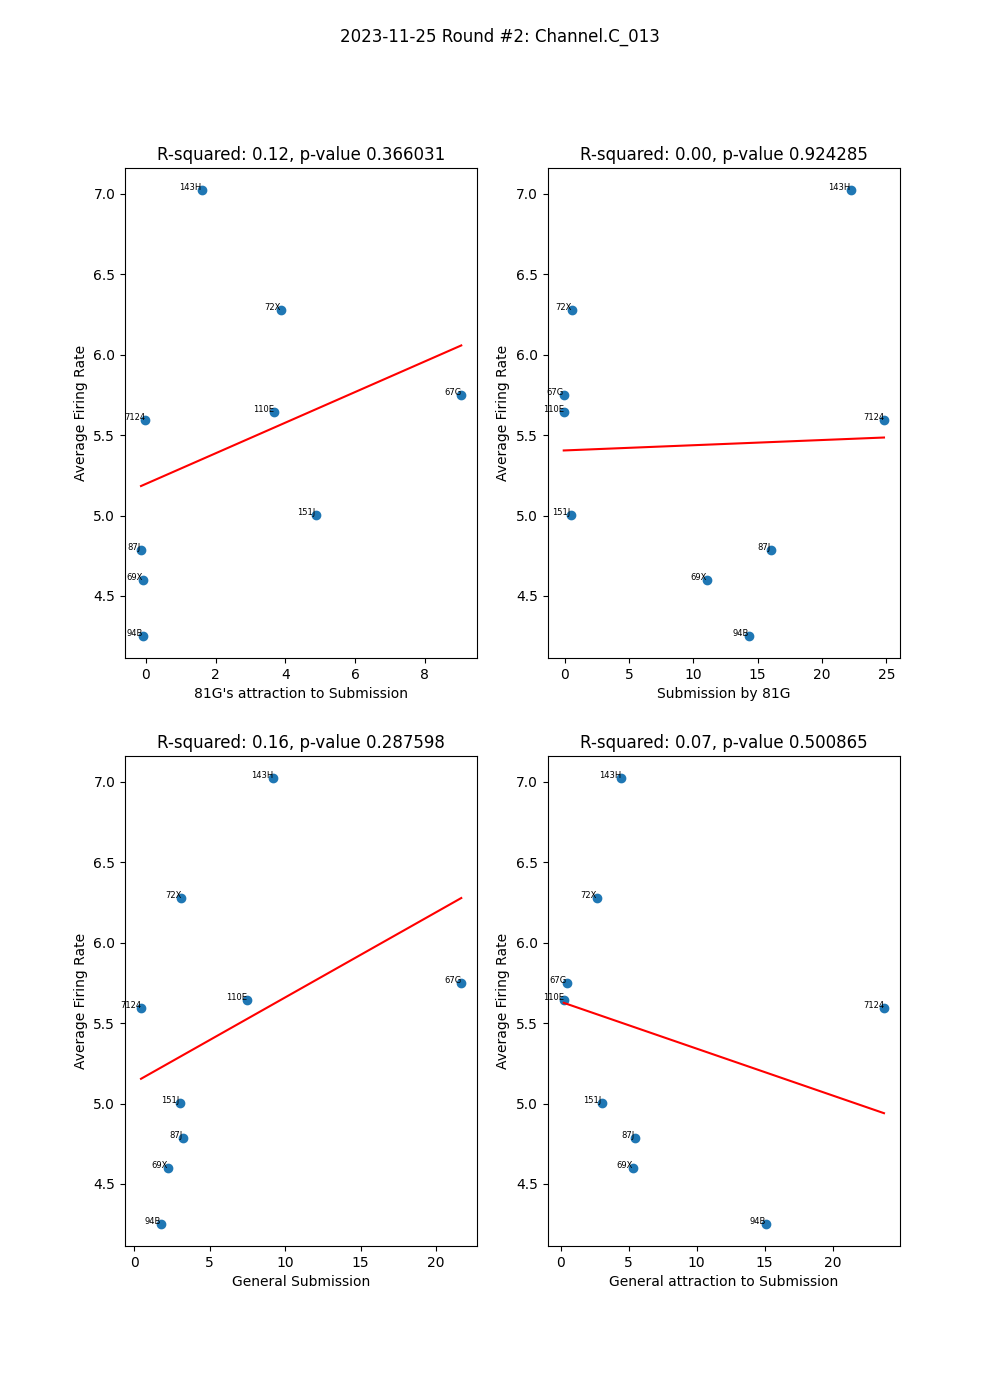 2023-11-25 Round #2: Channel.C_013
R-squared: 0.12, p-value 0.366031
7.0
6.5
6.0
5.5
5.0
4.5
Average Firing Rate
143H
72X
67G
110E
7124
151J
87J
69X
94B
0 2 4 6 8
81G's attraction to Submission
R-squared: 0.00, p-value 0.924285
7.0
6.5
6.0
5.5
5.0
4.5
Average Firing Rate
143H
72X
67G
110E
7124
151J
87J
69X
94B
0 5 10 15 20 25
Submission by 81G
R-squared: 0.16, p-value 0.287598
7.0
6.5
6.0
5.5
5.0
4.5
Average Firing Rate
143H
72X
67G
110E
7124
151J
87J
69X
94B
0 5 10 15 20
General Submission
R-squared: 0.07, p-value 0.500865
7.0
6.5
6.0
5.5
5.0
4.5
Average Firing Rate
143H
72X
67G
110E
7124
151J
87J
69X
94B
0 5 10 15 20
General attraction to Submission